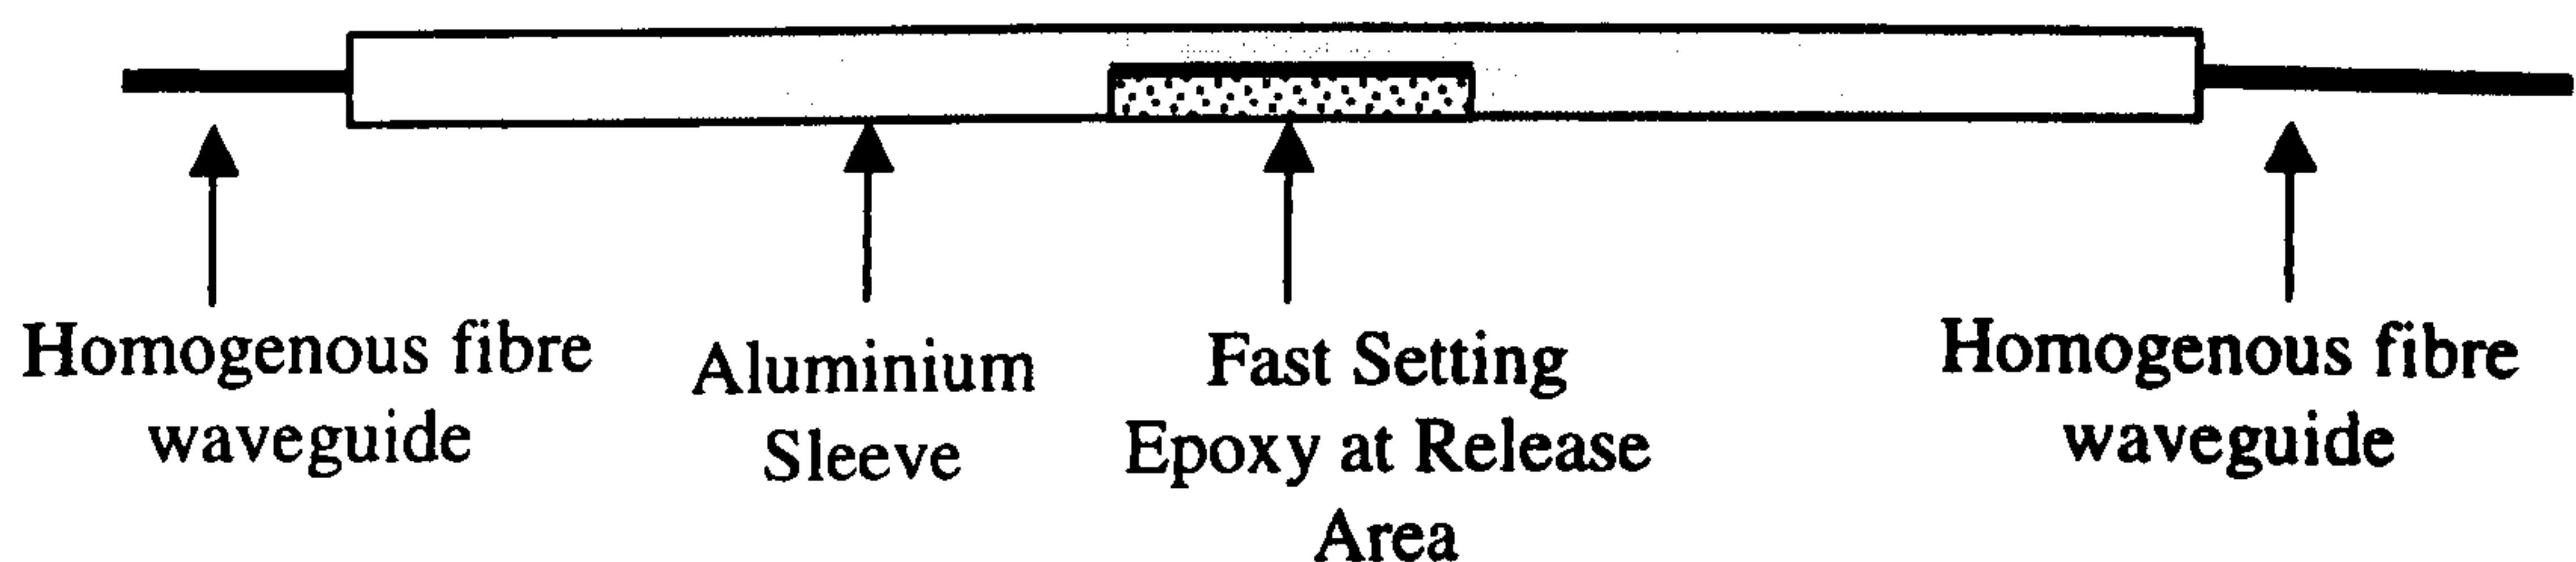 Homogenous fibre
waveguide
Aluminium
Sleeve
Fast Setting
Epoxy at Release
Area
Homogenous fibre
waveguide